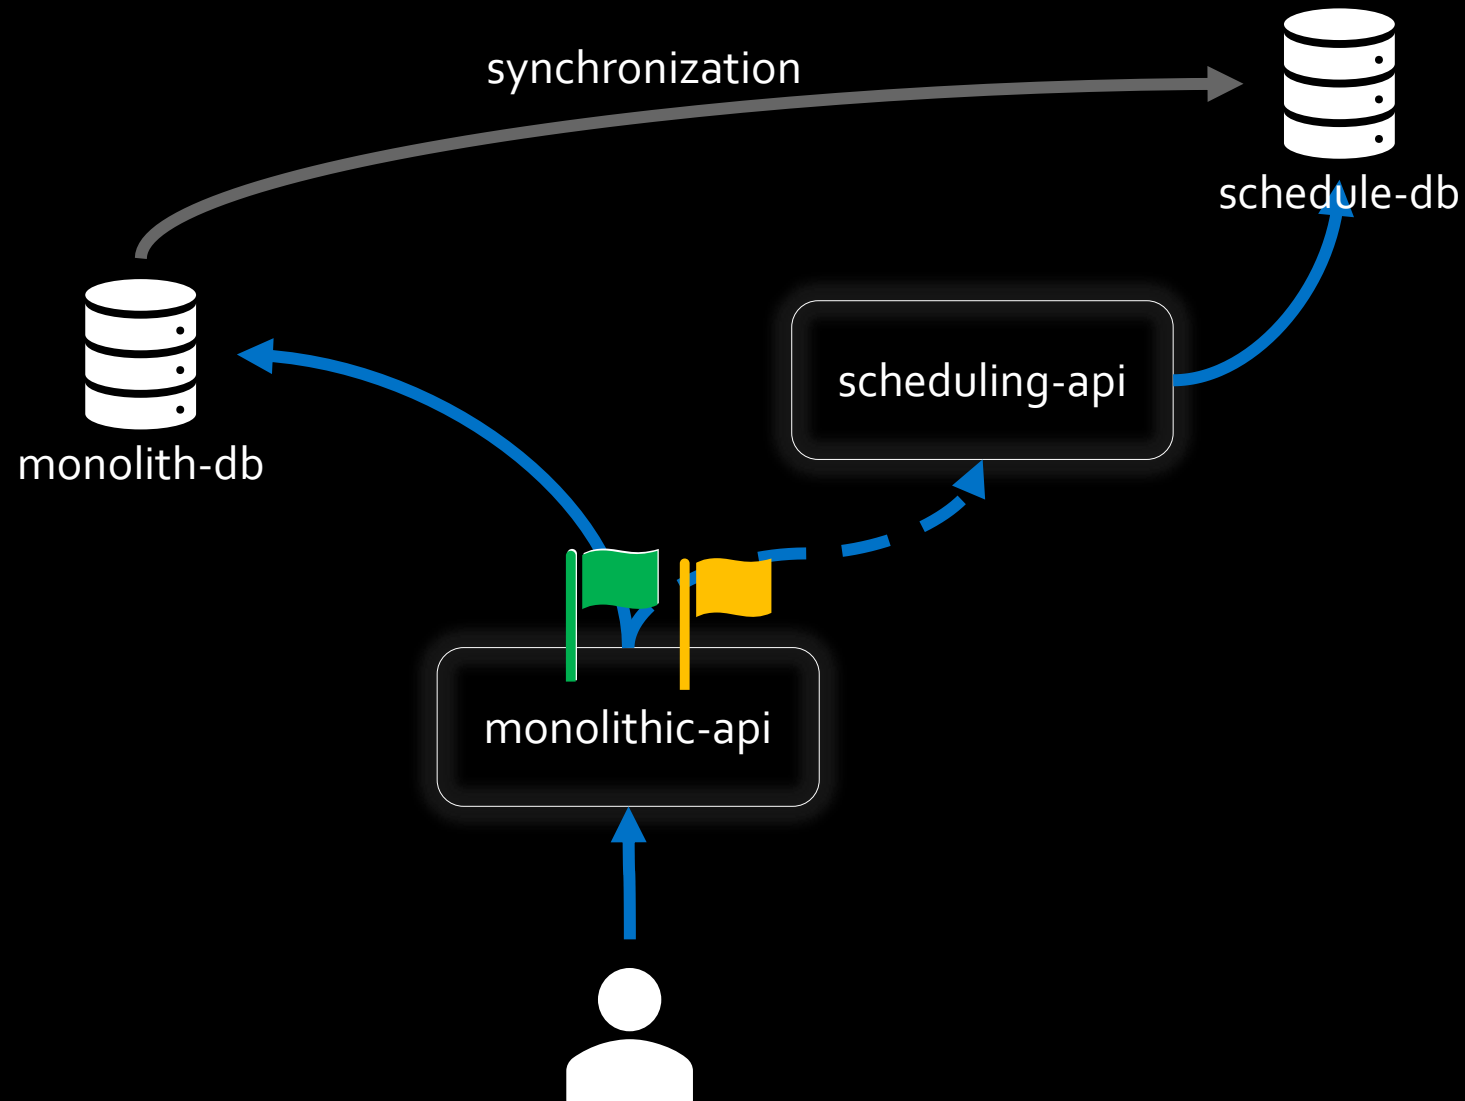 synchronization
schedule-db
scheduling-api
monolith-db
monolithic-api